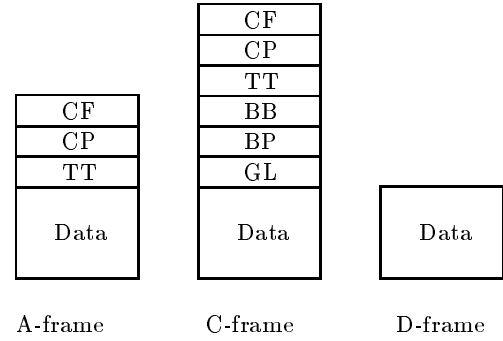 CF
CP
TT
CF
BB
CP
BP
TT
GL
Data
Data
Data
A-frame
C-frame
D-frame